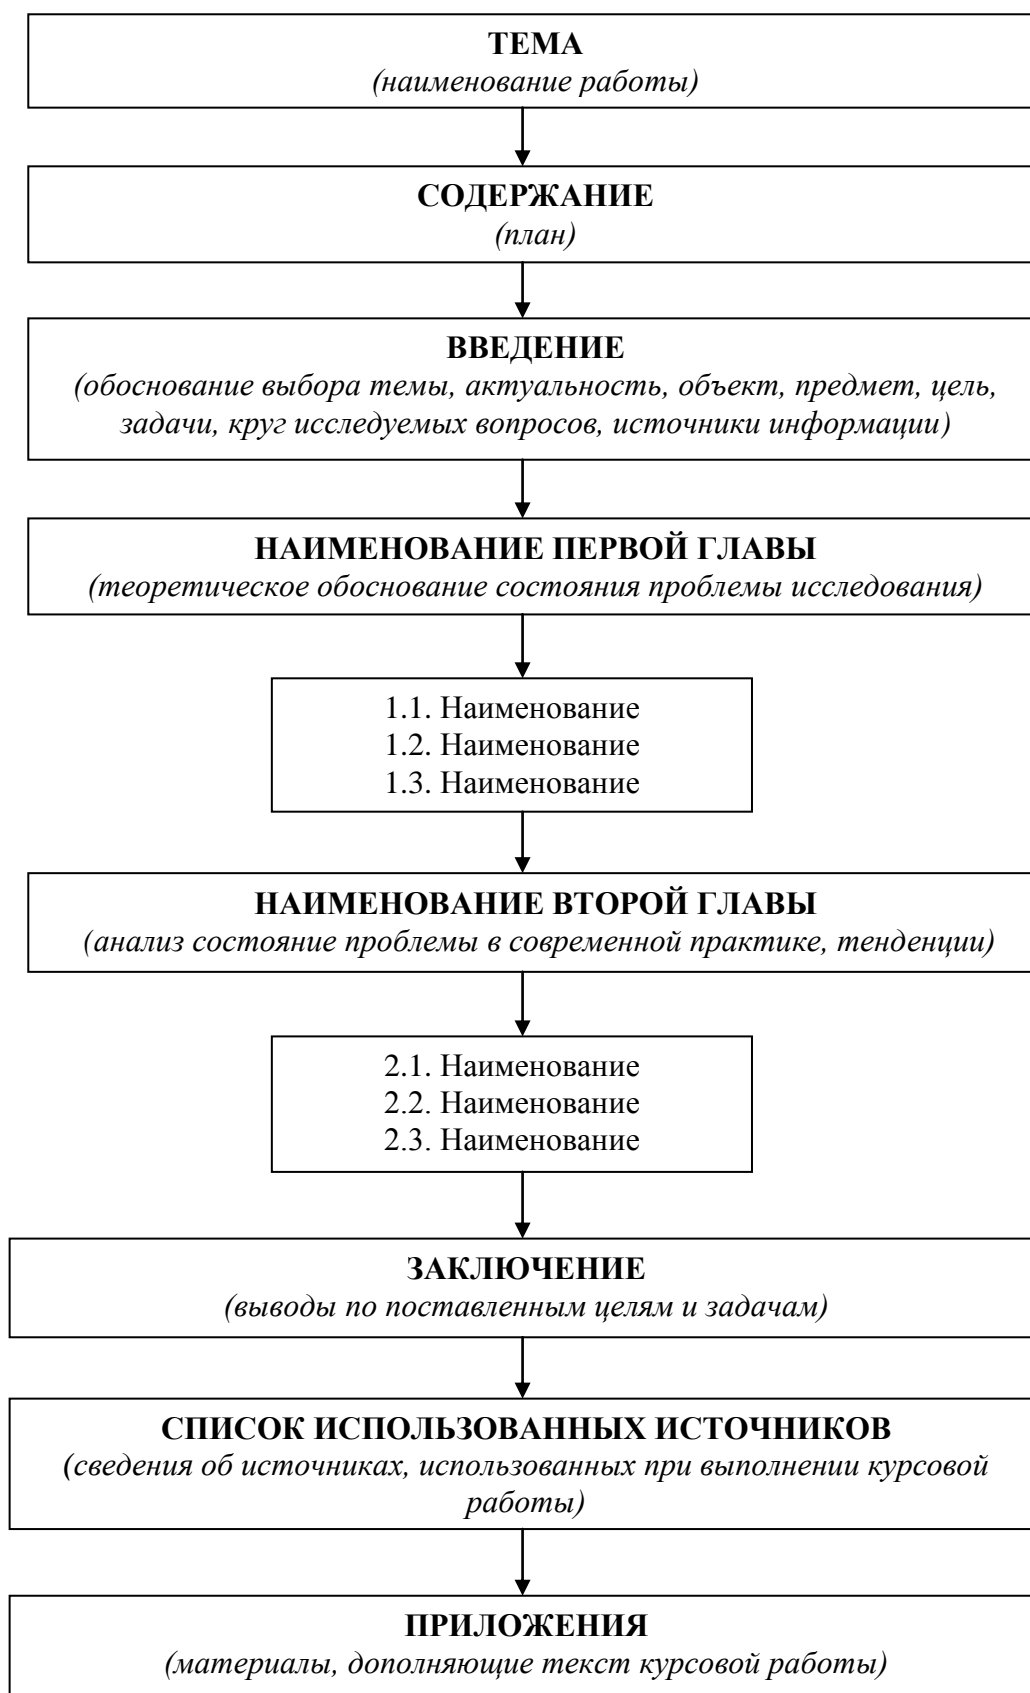 ТЕМА
(наименование работы)
СОДЕРЖАНИЕ
(план)
ВВЕДЕНИЕ
(обоснование выбора темы, актуальность, объект, предмет, цель,
задачи, круг исследуемых вопросов, источники информации)
НАИМЕНОВАНИЕ ПЕРВОЙ ГЛАВЫ
(теоретическое обоснование состояния проблемы исследования)
1.1. Наименование
1.2. Наименование
1.3. Наименование
НАИМЕНОВАНИЕ ВТОРОЙ ГЛАВЫ
(анализ состояние проблемы в современной практике, тенденции)
2.1. Наименование
2.2. Наименование
2.3. Наименование
ЗАКЛЮЧЕНИЕ
(выводы по поставленным целям и задачам)
СПИСОК ИСПОЛЬЗОВАННЫХ ИСТОЧНИКОВ
(сведения об источниках, использованных при выполнении курсовой
работы)
ПРИЛОЖЕНИЯ
(материалы, дополняющие текст курсовой работы)